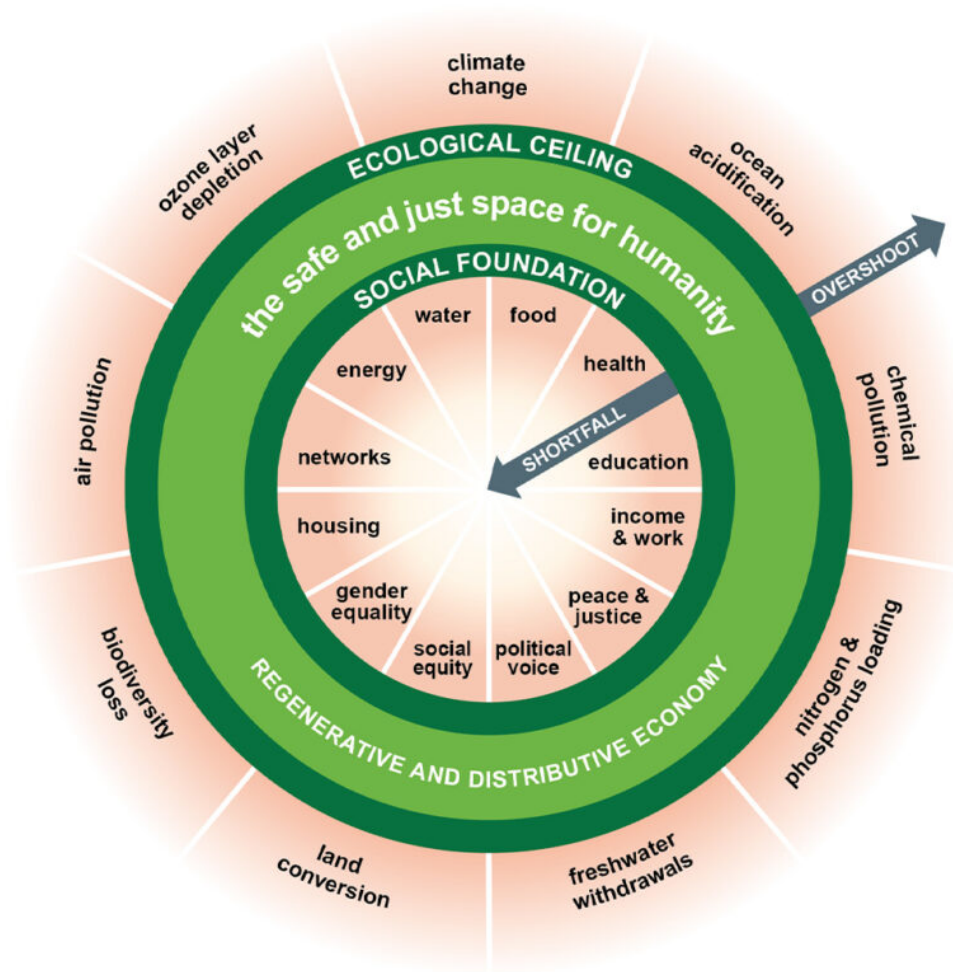 climate
change
ozone layer
depletion
ocean
acidification
ECOLOGICAL CEILING
the safe and just space for humanity
SOCIAL FOUNDATION
OVERSHOOT
water
food
energy
health
SHORTFALL
air pollution
chemical
pollution
networks
education
housing
income
& work
gender
equality
peace &
justice
social
equity
political
voice
biodiversity
loss
nitrogen &
phosphorus loading
REGENERATIVE AND DISTRIBUTIVE ECONOMY
land
conversion
freshwater
withdrawals